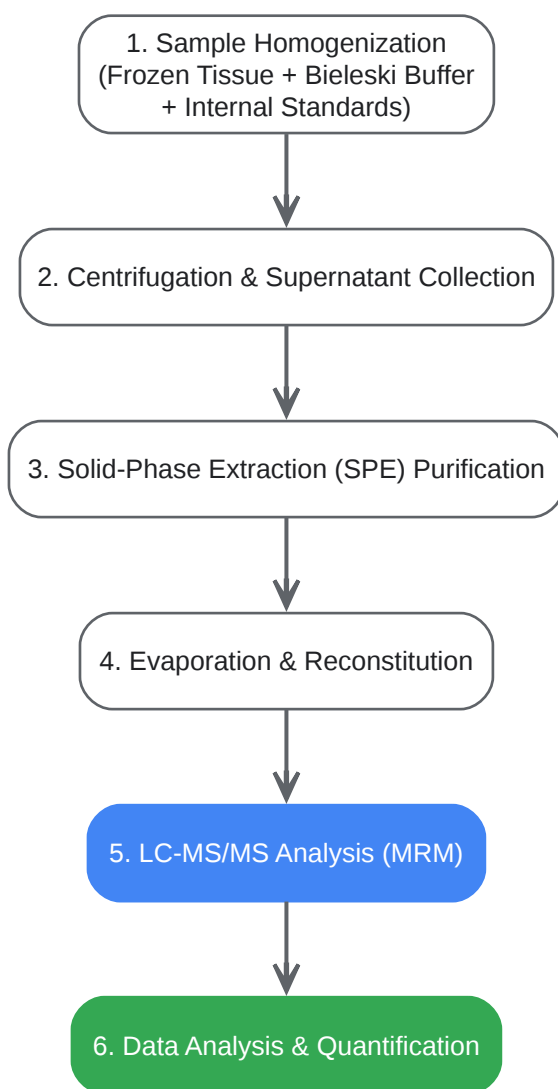 1. Sample Homogenization
(Frozen Tissue + Bieleski Buffer
+ Internal Standards)
2. Centrifugation & Supernatant Collection
3. Solid-Phase Extraction (SPE) Purification
4. Evaporation & Reconstitution
5. LC-MS/MS Analysis (MRM)
6. Data Analysis & Quantification